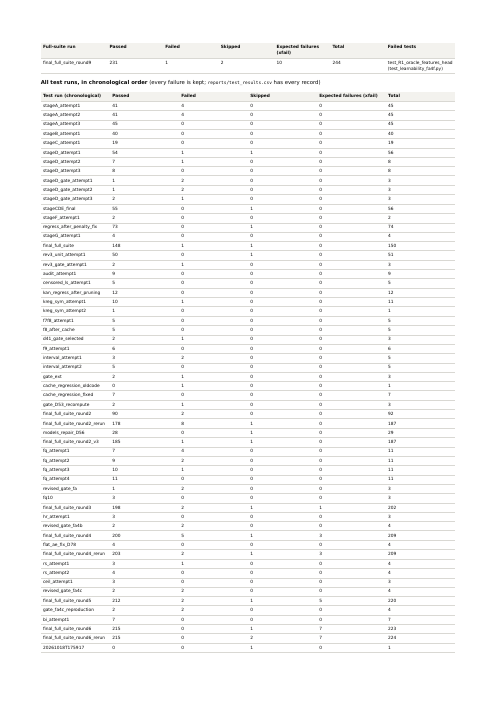 Full-suite run Passed Failed Skipped Expected failures (xfail) Total Failed tests
final_full_suite_round9 231 1 2 10 244 test_R1_oracle_features_head (test_learnability_fastf.py)
All test runs, in chronological order (every failure is kept; reports/test_results.csv has every record)
Test run (chronological) Passed Failed Skipped Expected failures (xfail) Total
stageA_attempt1 41 4 0 0 45
stageA_attempt2 41 4 0 0 45
stageA_attempt3 45 0 0 0 45
stageB_attempt1 40 0 0 0 40
stageC_attempt1 19 0 0 0 19
stageD_attempt1 54 1 1 0 56
stageD_attempt2 7 1 0 0 8
stageD_attempt3 8 0 0 0 8
stageD_gate_attempt1 1 2 0 0 3
stageD_gate_attempt2 1 2 0 0 3
stageD_gate_attempt3 2 1 0 0 3
stageCDE_final 55 0 1 0 56
stageF_attempt1 2 0 0 0 2
regress_after_penalty_fix 73 0 1 0 74
stageG_attempt1 4 0 0 0 4
final_full_suite 148 1 1 0 150
rev3_unit_attempt1 50 0 1 0 51
rev3_gate_attempt1 2 1 0 0 3
audit_attempt1 9 0 0 0 9
censored_ls_attempt1 5 0 0 0 5
kan_regress_after_pruning 12 0 0 0 12
kmg_sym_attempt1 10 1 0 0 11
kmg_sym_attempt2 1 0 0 0 1
f7f8_attempt1 5 0 0 0 5
f8_after_cache 5 0 0 0 5
d41_gate_selected 2 1 0 0 3
f9_attempt1 6 0 0 0 6
interval_attempt1 3 2 0 0 5
interval_attempt2 5 0 0 0 5
gate_ext 2 1 0 0 3
cache_regression_oldcode 0 1 0 0 1
cache_regression_fixed 7 0 0 0 7
gate_D53_recompute 2 1 0 0 3
final_full_suite_round2 90 2 0 0 92
final_full_suite_round2_rerun 178 8 1 0 187
models_repair_D56 28 0 1 0 29
final_full_suite_round2_v3 185 1 1 0 187
fq_attempt1 7 4 0 0 11
fq_attempt2 9 2 0 0 11
fq_attempt3 10 1 0 0 11
fq_attempt4 11 0 0 0 11
revised_gate_fa 1 2 0 0 3
fq10 3 0 0 0 3
final_full_suite_round3 198 2 1 1 202
hr_attempt1 3 0 0 0 3
revised_gate_fa4b 2 2 0 0 4
final_full_suite_round4 200 5 1 3 209
flat_ae_fix_D78 4 0 0 0 4
final_full_suite_round4_rerun 203 2 1 3 209
rs_attempt1 3 1 0 0 4
rs_attempt2 4 0 0 0 4
ceil_attempt1 3 0 0 0 3
revised_gate_fa4c 2 2 0 0 4
final_full_suite_round5 212 2 1 5 220
gate_fa4c_reproduction 2 2 0 0 4
bi_attempt1 7 0 0 0 7
final_full_suite_round6 215 0 1 7 223
final_full_suite_round6_rerun 215 0 2 7 224
20261018T175917 0 0 1 0 1